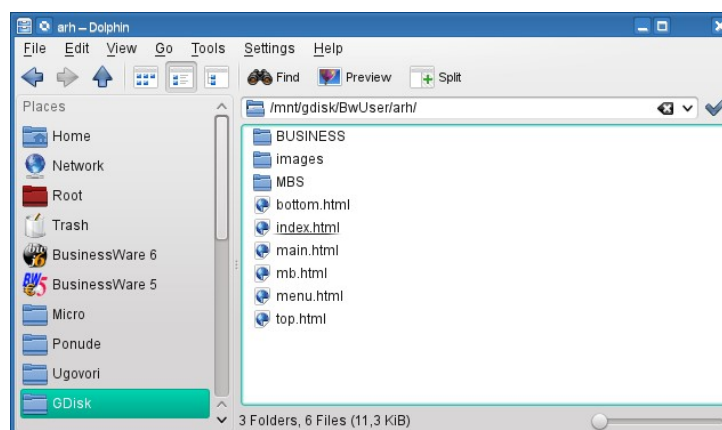 arh – Dolphin
File Edit View Go Tools Settings Help
Find Preview Split
Places
/mnt/gdisk/BwUser/arh/
Home
Network
Root
Trash
BusinessWare 6
BusinessWare 5
Micro
Ponude
Ugovori
GDisk
BUSINESS
images
MBS
bottom.html
index.html
main.html
mb.html
menu.html
top.html
3 Folders, 6 Files (11,3 KiB)